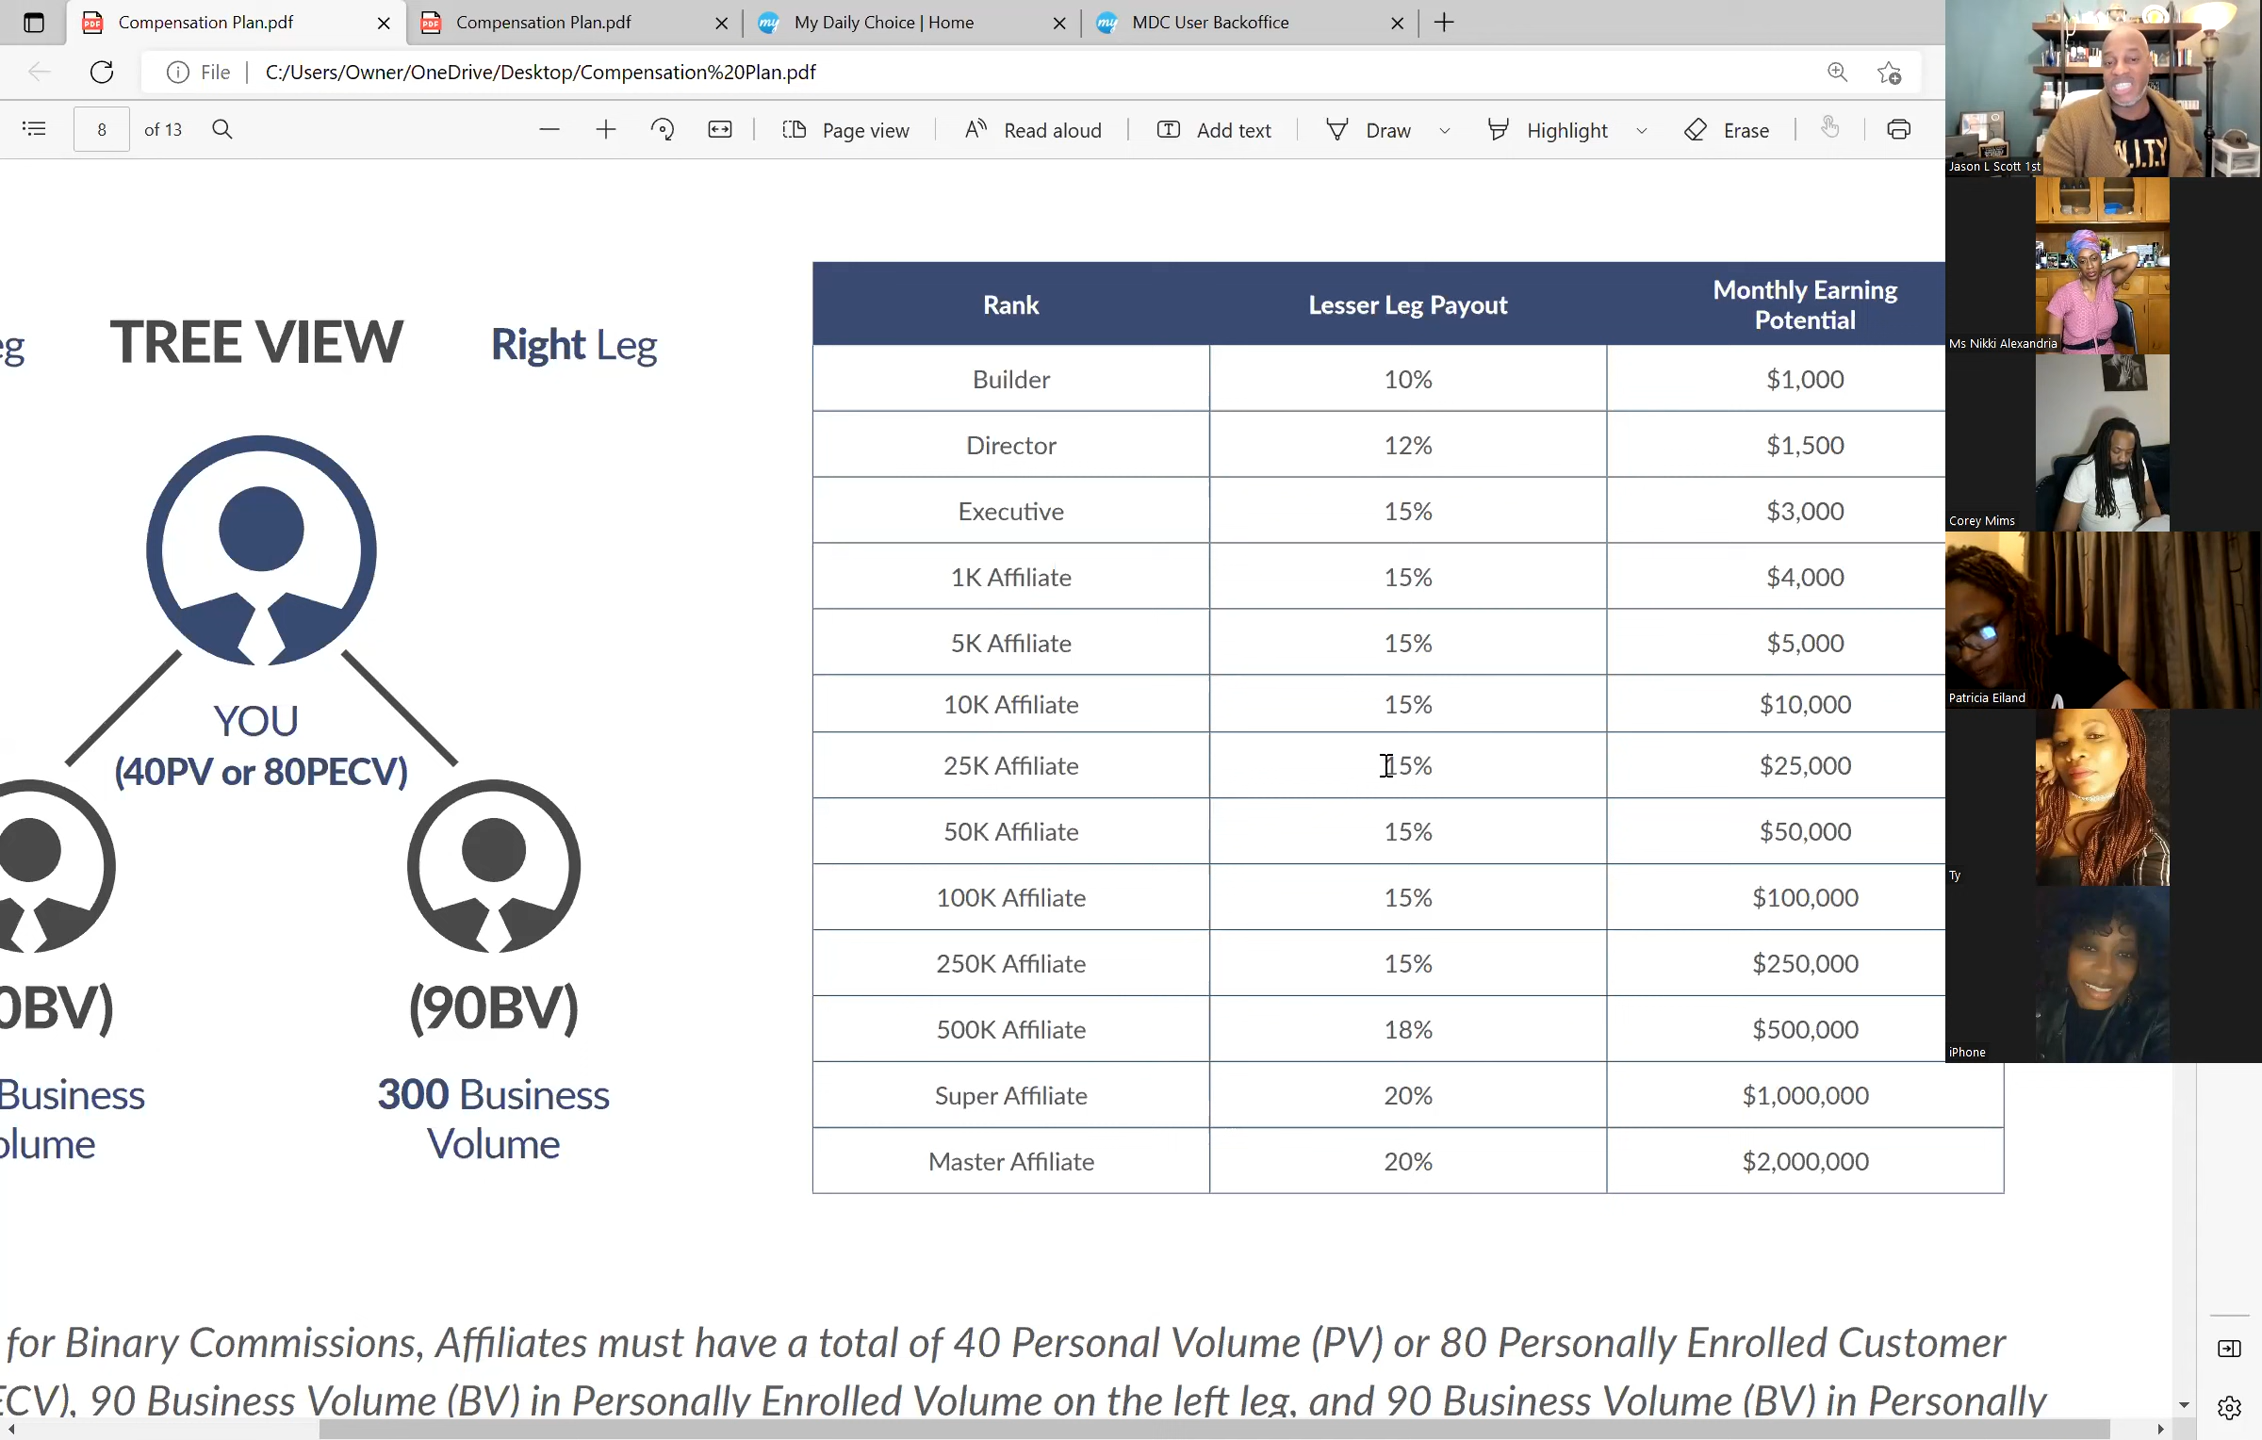 Compensation Plan.pdf
Compensation Plan.pdf
My Daily Choice | Home
MDC User Backoffice
File
C:/Users/Owner/OneDrive/Desktop/Compensation%20Plan.pdf
8 of 13
Page view
Read aloud
Add text
Draw
Highlight
Erase
N.I.T.Y
Jason L Scott 1st
Ms Nikki Alexandria
Corey Mims
Patricia Eiland
Ty
iPhone
eg TREE VIEW Right Leg
YOU
(40PV or 80PECV)
0BV) (90BV)
Business 300 Business
olume Volume
Rank Lesser Leg Payout Monthly Earning Potential
Builder 10% $1,000
Director 12% $1,500
Executive 15% $3,000
1K Affiliate 15% $4,000
5K Affiliate 15% $5,000
10K Affiliate 15% $10,000
25K Affiliate 15% $25,000
50K Affiliate 15% $50,000
100K Affiliate 15% $100,000
250K Affiliate 15% $250,000
500K Affiliate 18% $500,000
Super Affiliate 20% $1,000,000
Master Affiliate 20% $2,000,000
for Binary Commissions, Affiliates must have a total of 40 Personal Volume (PV) or 80 Personally Enrolled Customer
ECV), 90 Business Volume (BV) in Personally Enrolled Volume on the left leg, and 90 Business Volume (BV) in Personally